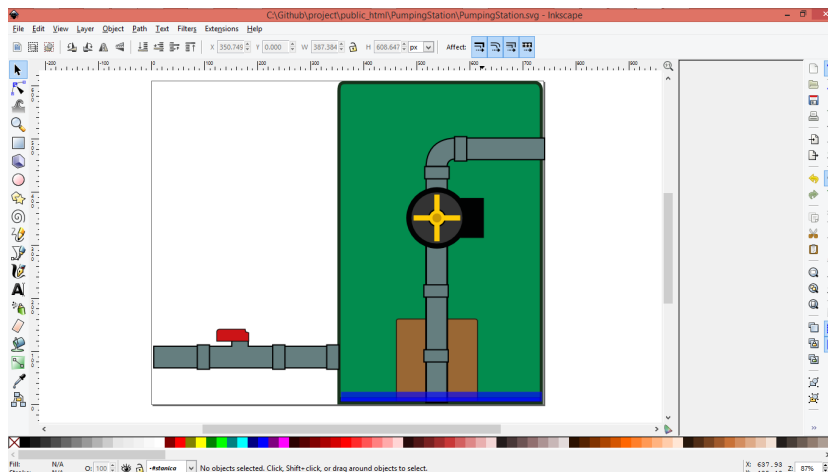 C:\Github\project\public_html\PumpingStation\PumpingStation.svg - Inkscape
File Edit View Layer Object Path Text Filters Extensions Help
X 350.749 Y 0.000 W 387.384 H 608.647 px Affect:
Fill: N/A O: 100 -#stanica No objects selected. Click, Shift+click, or drag around objects to select. X: 637.93 Z: 87%
N/A